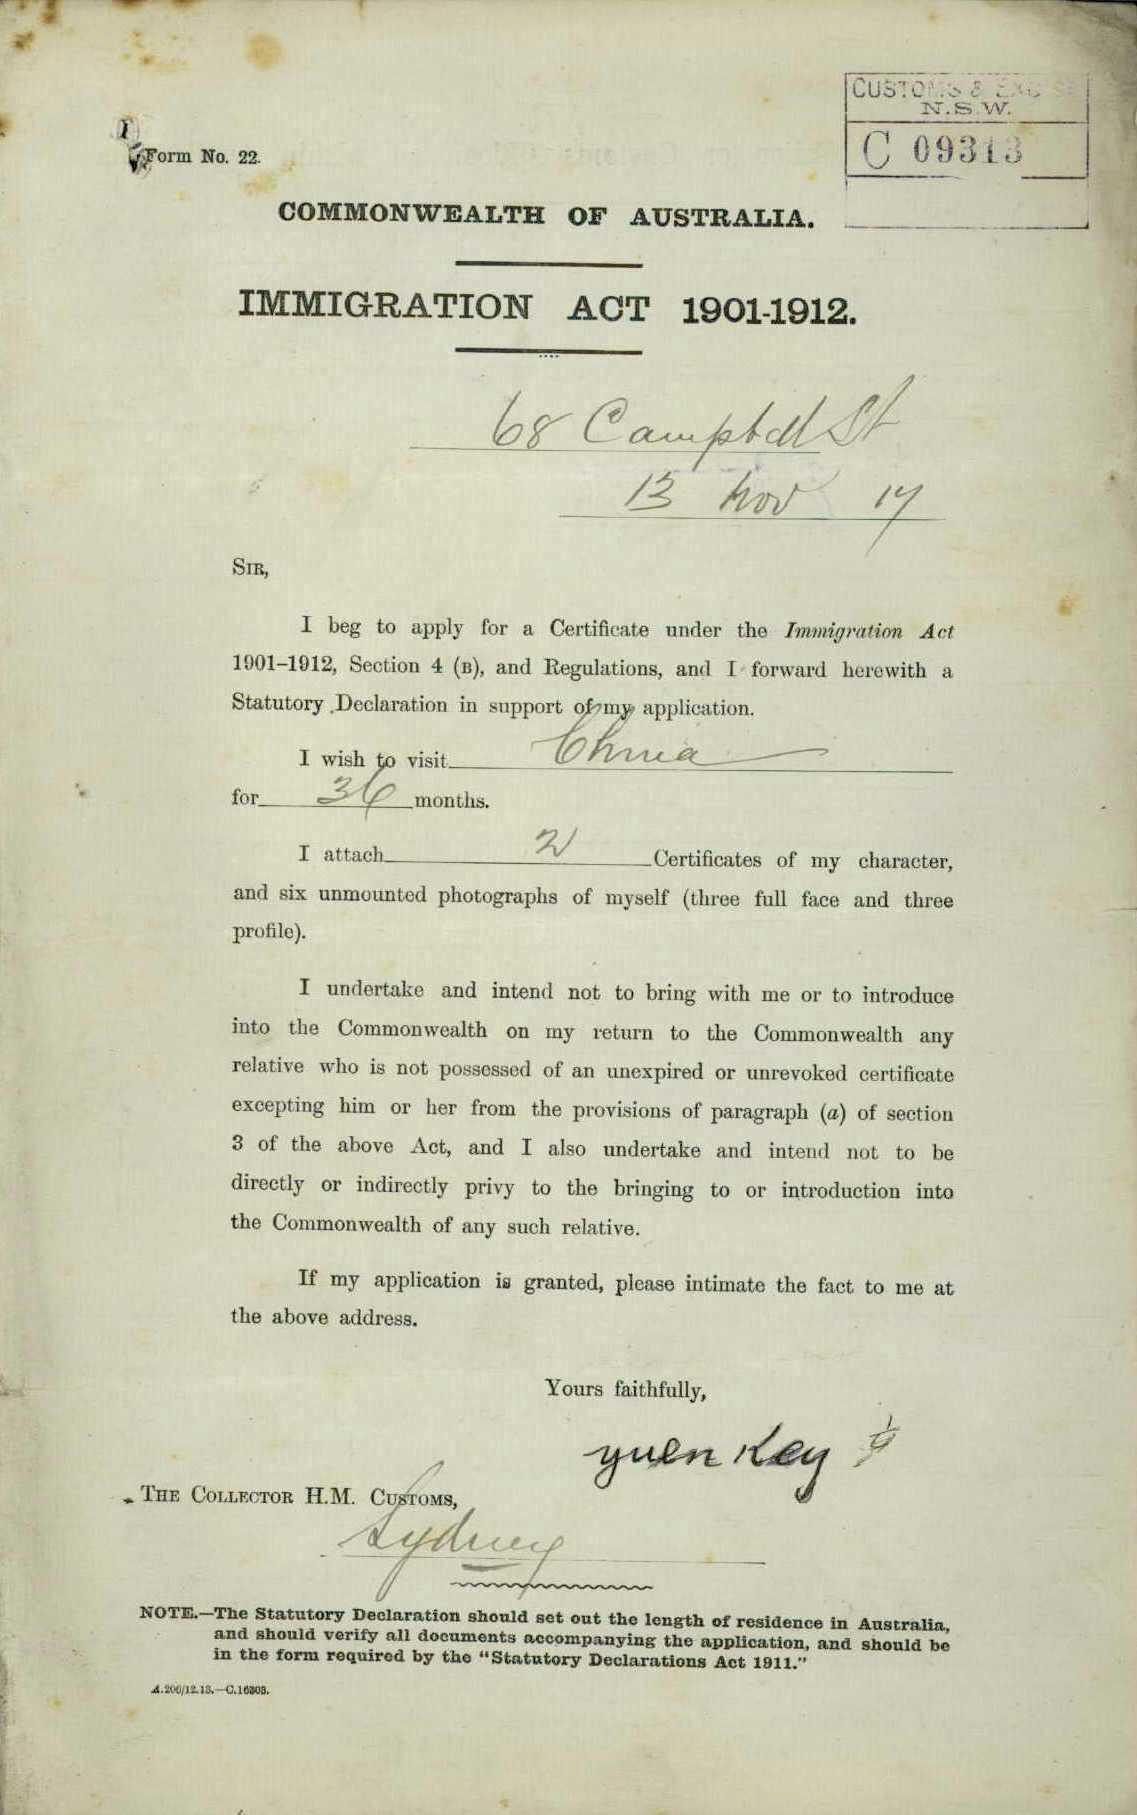 CUSTOMS & EXCISE
N.S.W.
C 09313
Form No. 22.
COMMONWEALTH OF AUSTRALIA.
IMMIGRATION ACT 1901-1912.
68 Campbell St
13 Nov 17
SIR,
I beg to apply for a Certificate under the Immigration Act
1901–1912, Section 4 (B), and Regulations, and I forward herewith a
Statutory Declaration in support of my application.
I wish to visit China
for 36 months.
I attach 2 Certificates of my character,
and six unmounted photographs of myself (three full face and three
profile).
I undertake and intend not to bring with me or to introduce
into the Commonwealth on my return to the Commonwealth any
relative who is not possessed of an unexpired or unrevoked certificate
excepting him or her from the provisions of paragraph (a) of section
3 of the above Act, and I also undertake and intend not to be
directly or indirectly privy to the bringing to or introduction into
the Commonwealth of any such relative.
If my application is granted, please intimate the fact to me at
the above address.
Yours faithfully,
yuen Key
THE COLLECTOR H.M. CUSTOMS,
Sydney
NOTE.—The Statutory Declaration should set out the length of residence in Australia,
and should verify all documents accompanying the application, and should be
in the form required by the "Statutory Declarations Act 1911."
A.206/12.13.—C.16303.